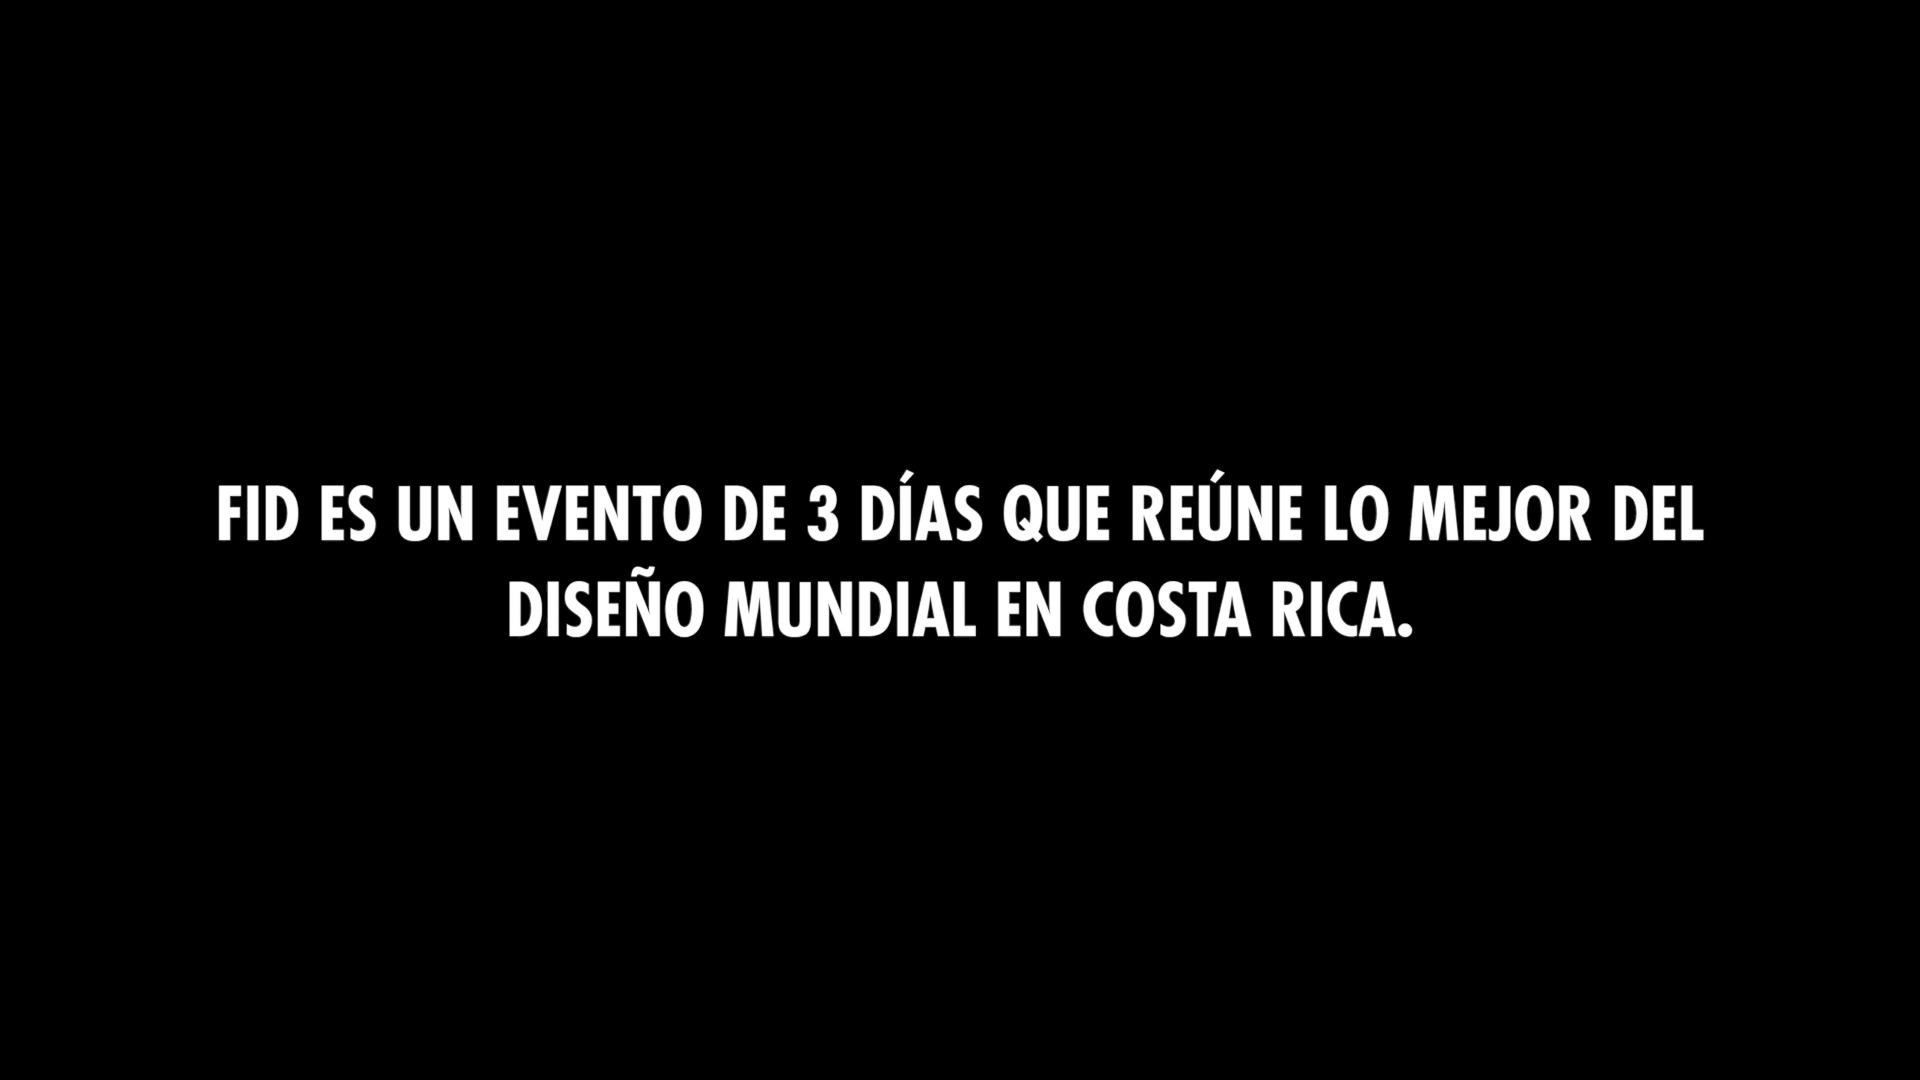 FID ES UN EVENTO DE 3 DÍAS QUE REÚNE LO MEJOR DEL
DISEÑO MUNDIAL EN COSTA RICA.